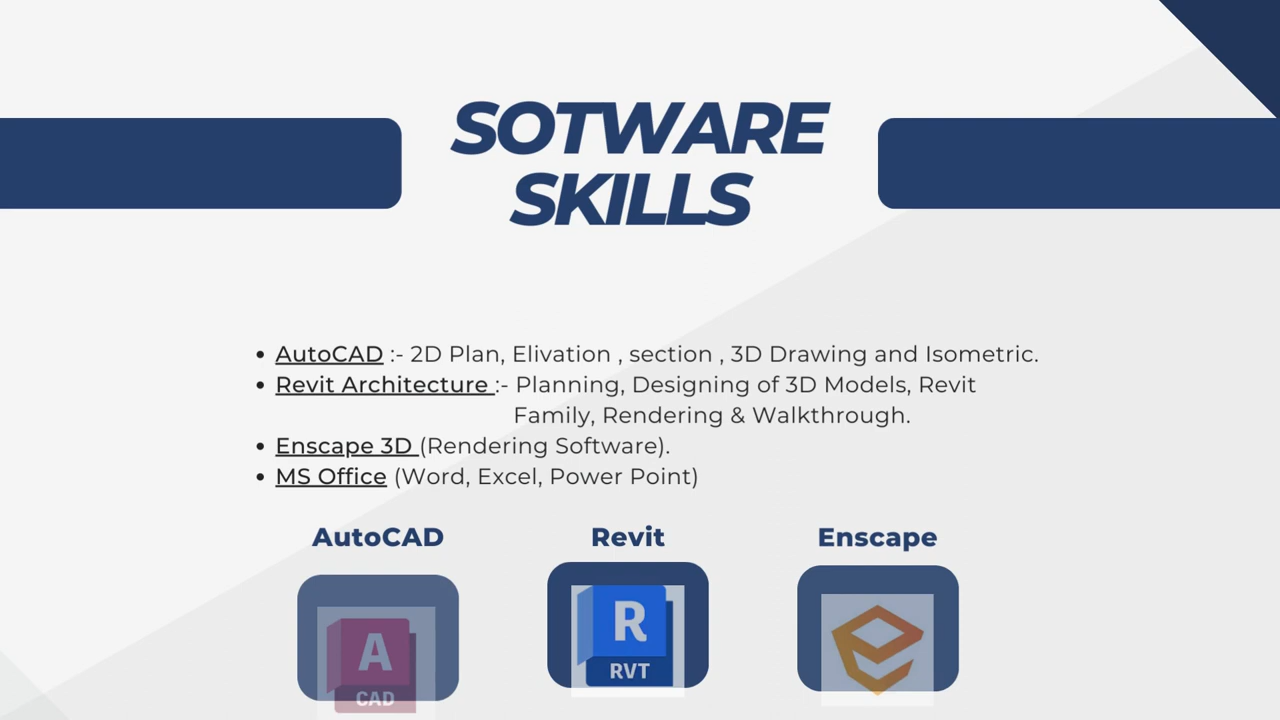 SOTWARE
SKILLS
• AutoCAD :- 2D Plan, Elivation , section , 3D Drawing and Isometric.
• Revit Architecture :- Planning, Designing of 3D Models, Revit
Family, Rendering & Walkthrough.
• Enscape 3D (Rendering Software).
• MS Office (Word, Excel, Power Point)
AutoCAD Revit Enscape
A
CAD
R
RVT